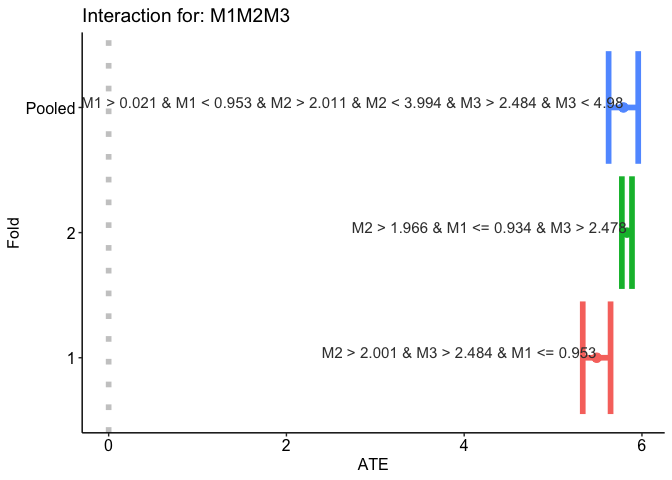 Interaction for: M1M2M3
Pooled
M1 > 0.021 & M1 < 0.953 & M2 > 2.011 & M2 < 3.994 & M3 > 2.484 & M3 < 4.98
2
M2 > 1.966 & M1 <= 0.934 & M3 > 2.478
1
M2 > 2.001 & M3 > 2.484 & M1 <= 0.953
Fold
0 2 4 6
ATE